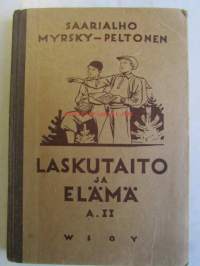 SAARIALHO
MYRSKY-PELTONEN
LASKUTAITO
JA
ELÄMÄ
A. II
WSOY